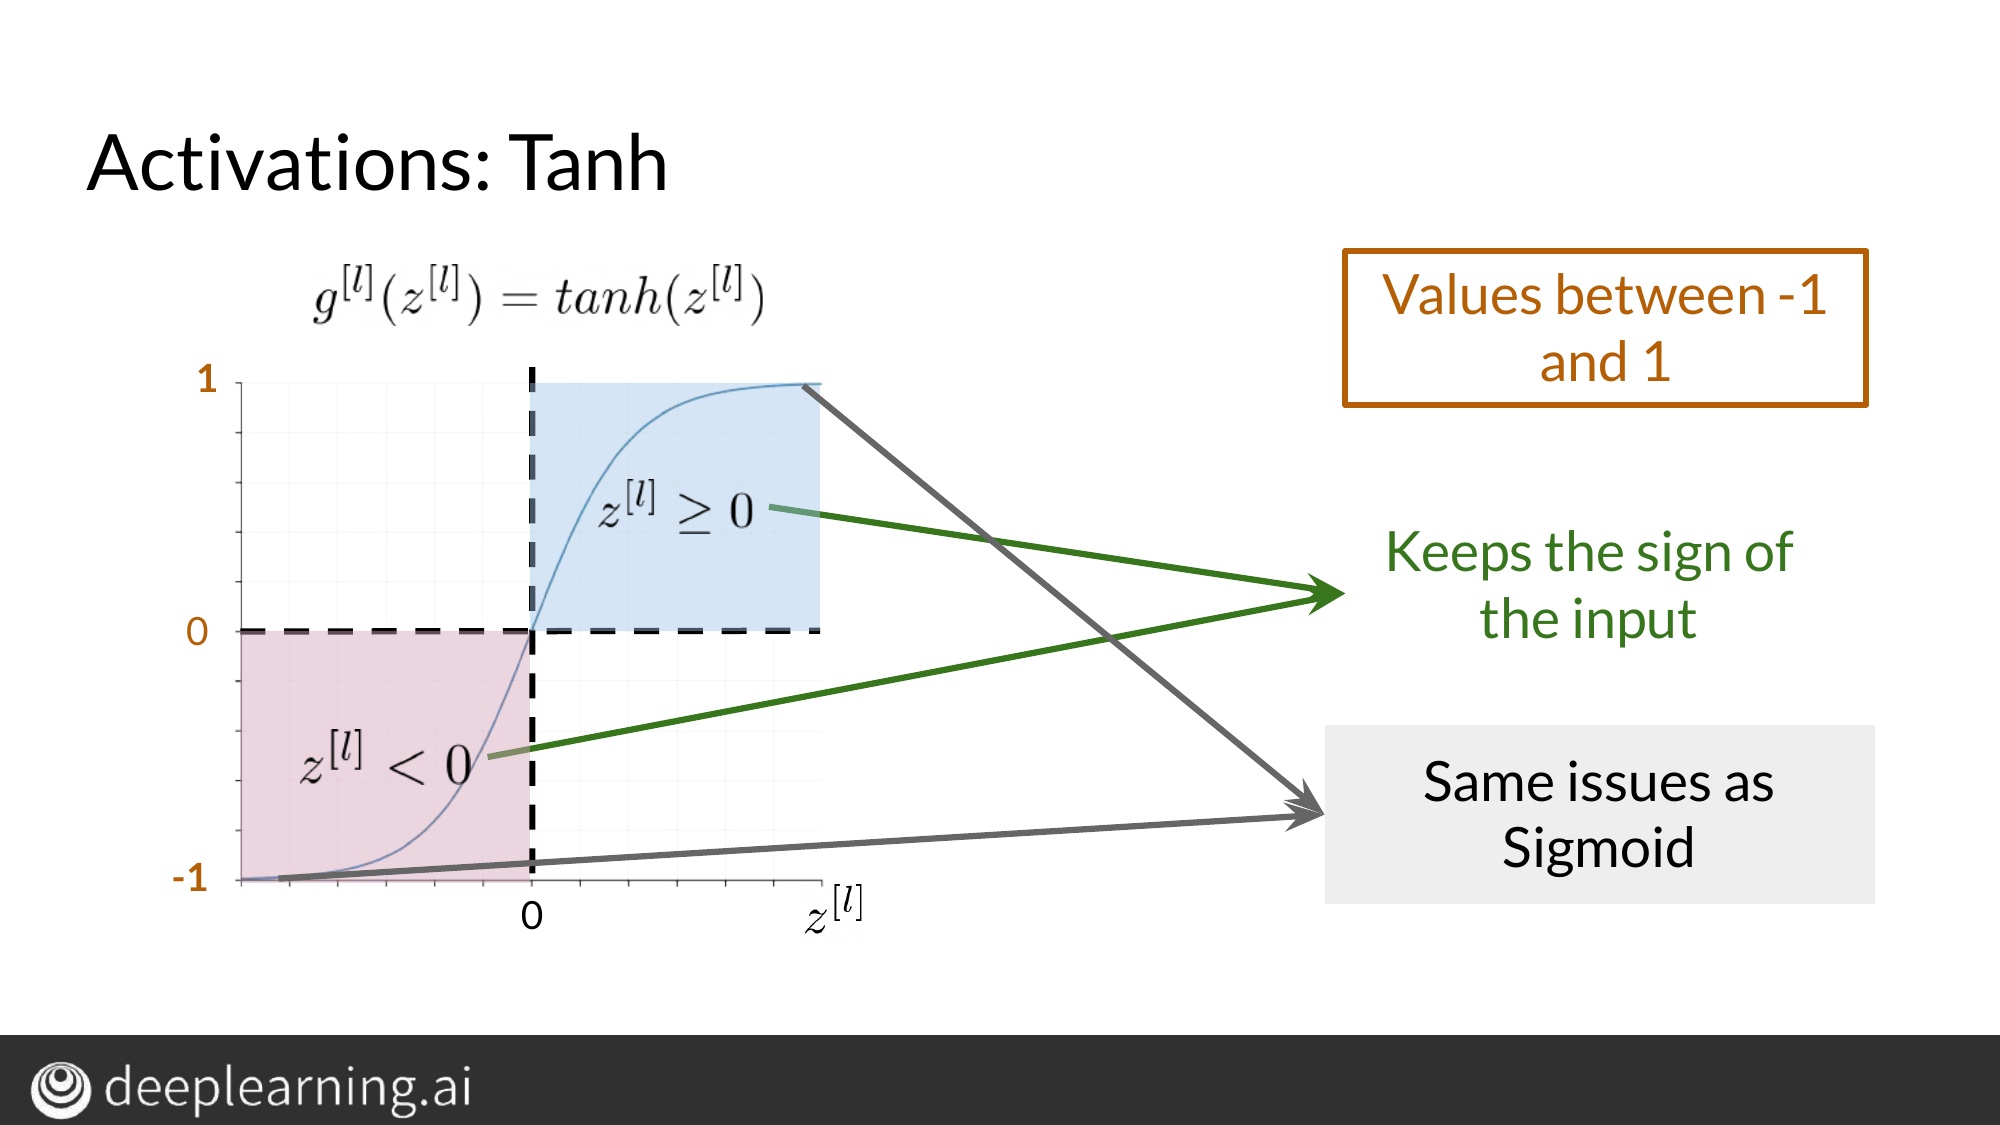 Activations: Tanh
g^[l](z^[l]) = tanh(z^[l])
Values between -1
and 1
1
z^[l] ≥ 0
Keeps the sign of
the input
0
z^[l] < 0
Same issues as
Sigmoid
-1
0
z^[l]
deeplearning.ai